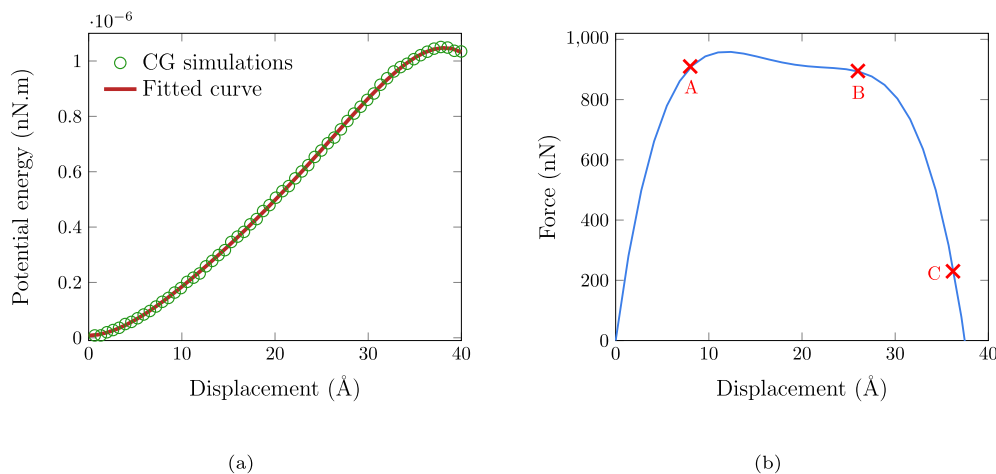 ·10⁻⁶
1
0.8
0.6
0.4
0.2
0
Potential energy (nN.m)
CG simulations
Fitted curve
0 10 20 30 40
Displacement (Å)
(a)
1,000
800
600
400
200
0
Force (nN)
A
B
C
0 10 20 30 40
Displacement (Å)
(b)